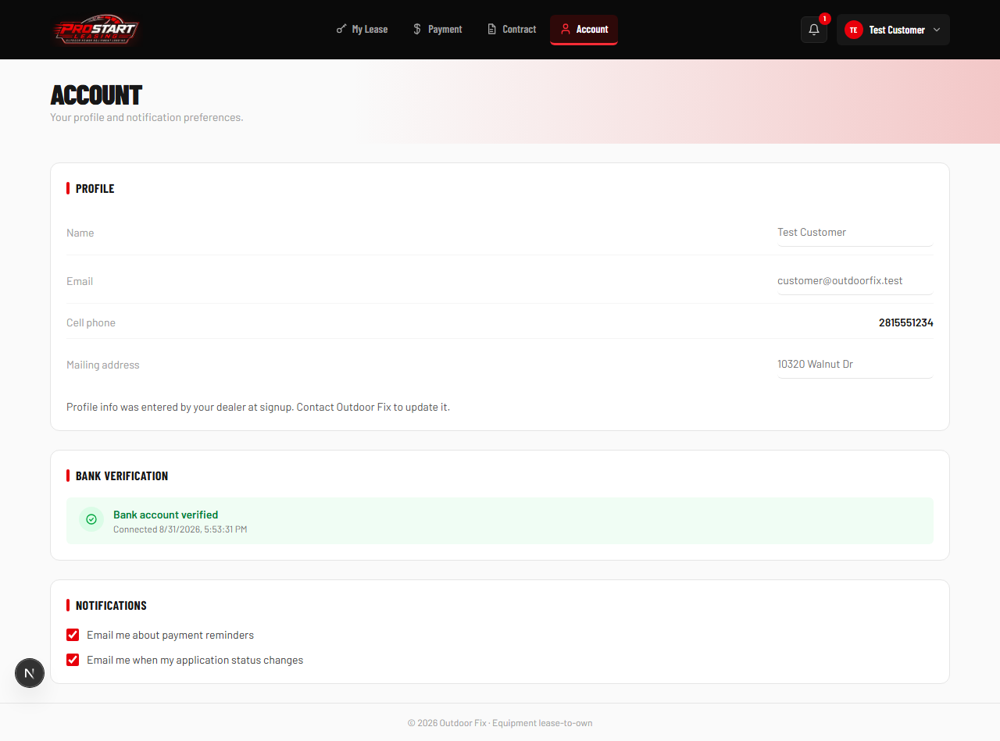 PROSTART
LEASING
My Lease
Payment
Contract
Account
1
TE
Test Customer
ACCOUNT
Your profile and notification preferences.
PROFILE
Name
Test Customer
Email
customer@outdoorfix.test
Cell phone
2815551234
Mailing address
10320 Walnut Dr
Profile info was entered by your dealer at signup. Contact Outdoor Fix to update it.
BANK VERIFICATION
Bank account verified
Connected 8/31/2026, 5:53:31 PM
NOTIFICATIONS
Email me about payment reminders
Email me when my application status changes
N
© 2026 Outdoor Fix · Equipment lease-to-own